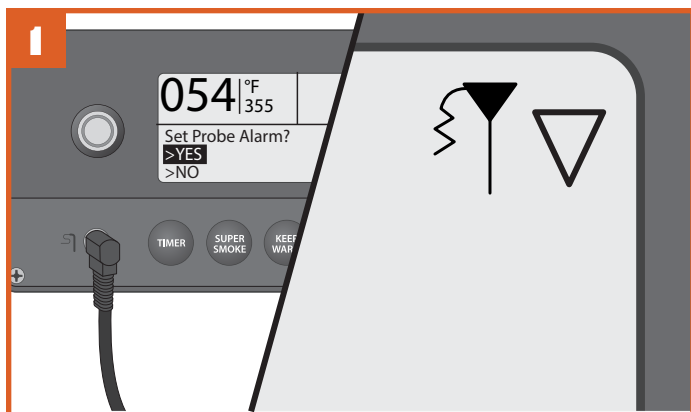 1
054 °F
355
Set Probe Alarm?
>YES
>NO
TIMER
SUPER
SMOKE